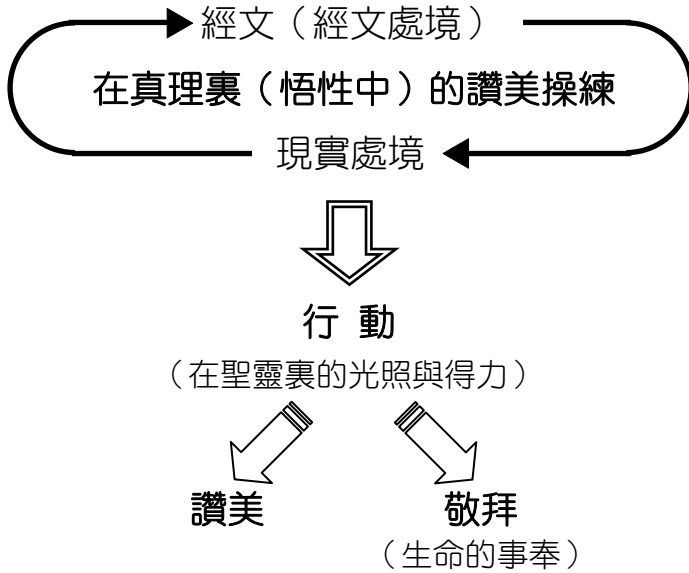 經文（經文處境）
在真理裏（悟性中）的讚美操練
現實處境
行 動
（在聖靈裏的光照與得力）
讚美 敬拜
（生命的事奉）